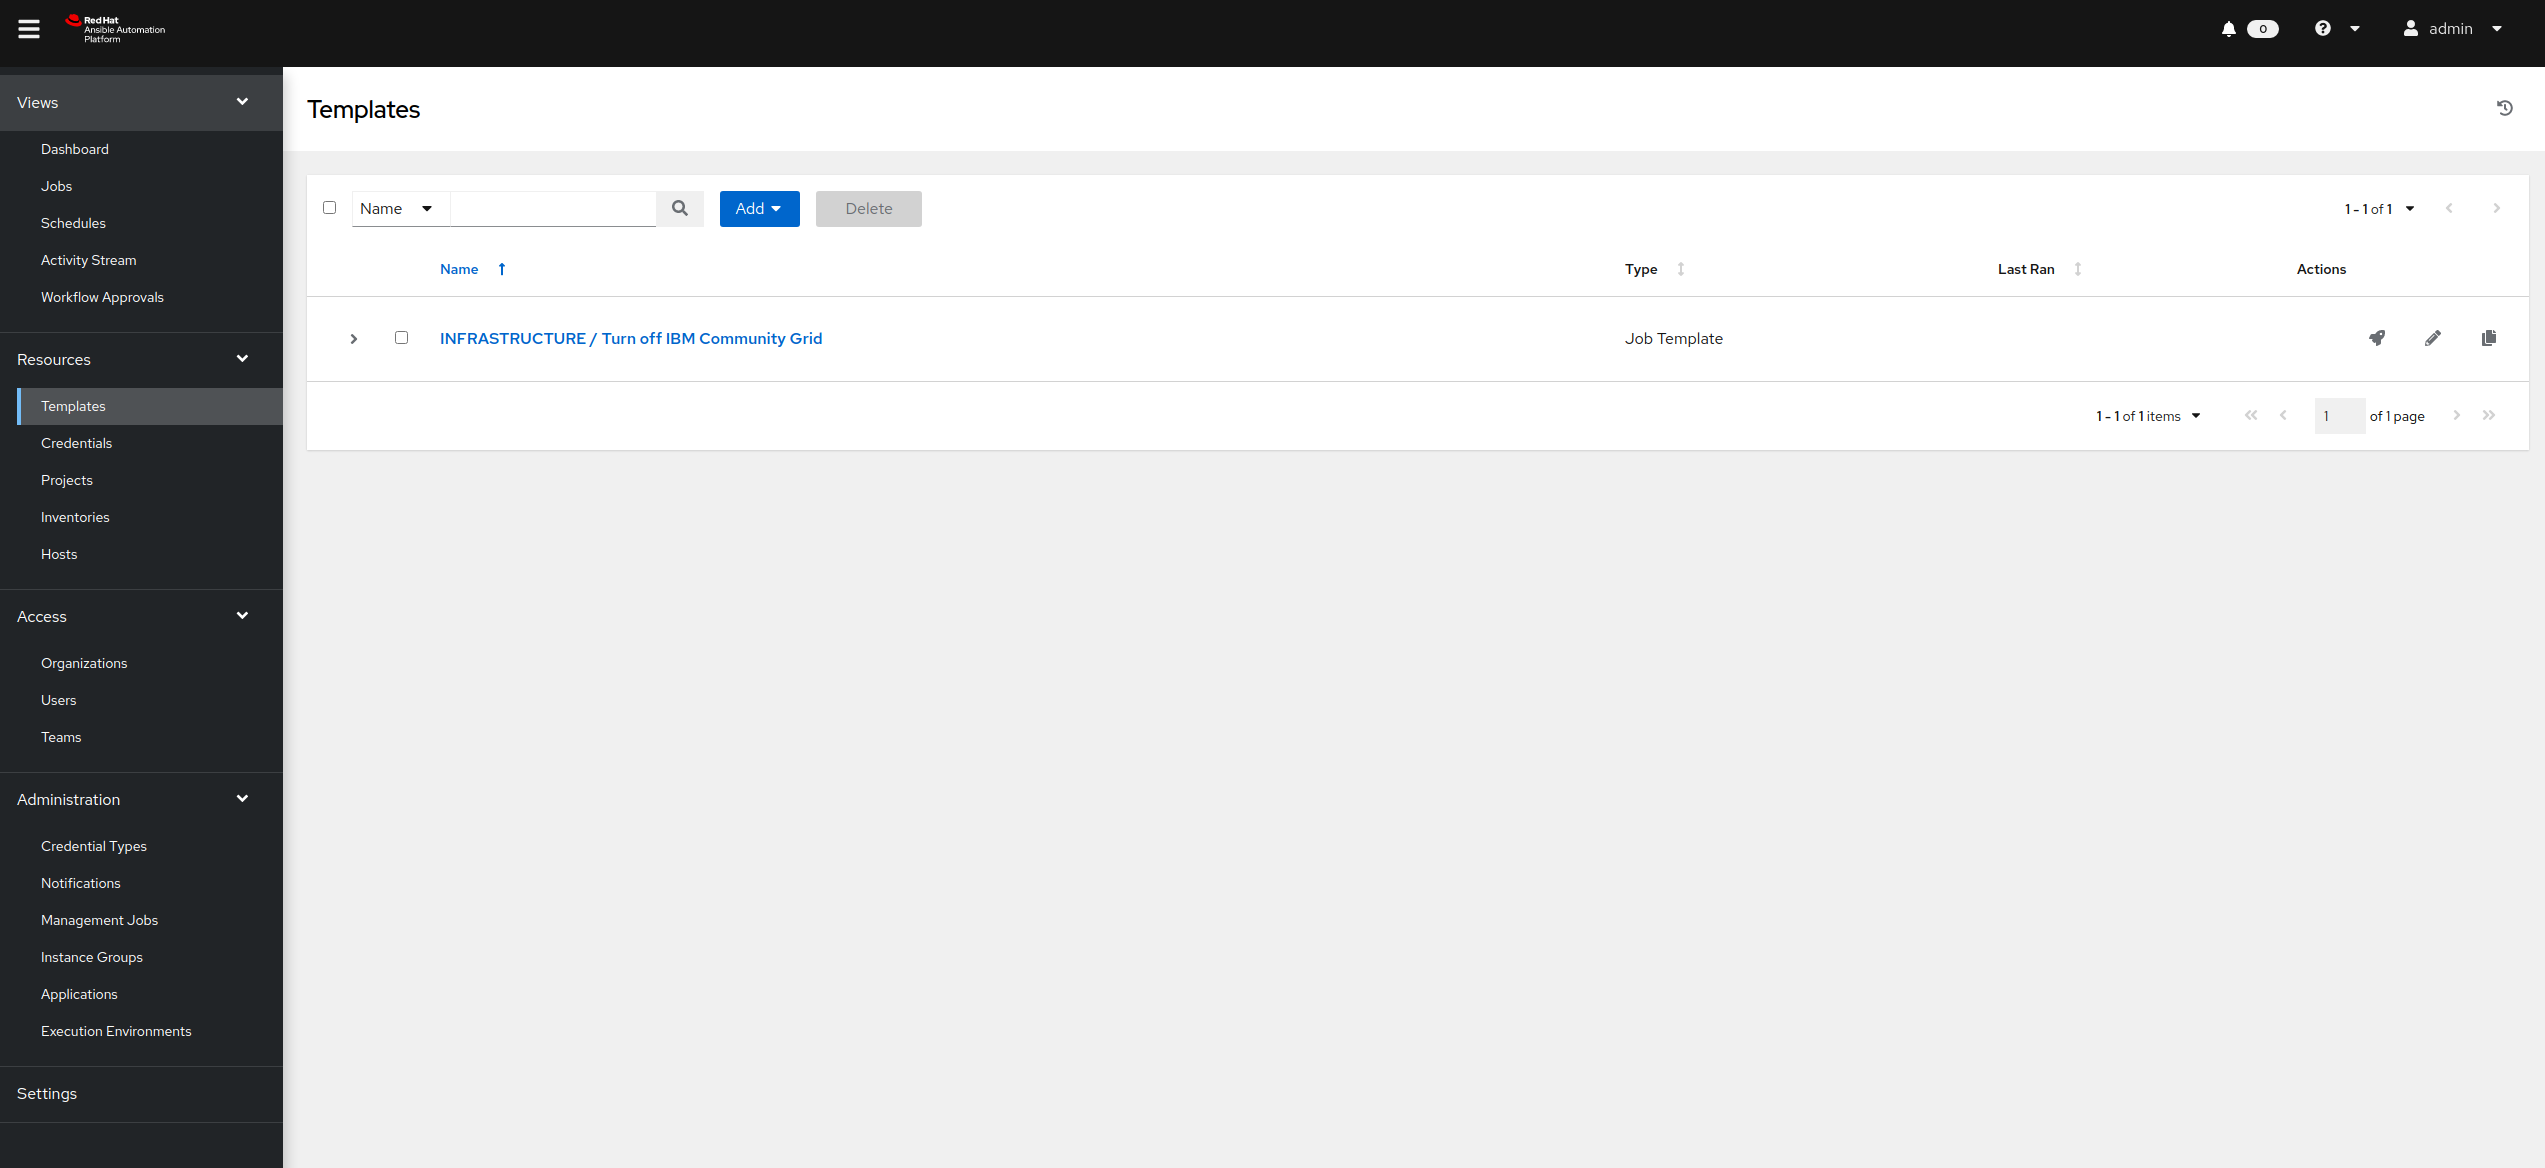 Red Hat
Ansible Automation
Platform
0
admin
Views
Dashboard
Jobs
Schedules
Activity Stream
Workflow Approvals
Resources
Templates
Credentials
Projects
Inventories
Hosts
Access
Organizations
Users
Teams
Administration
Credential Types
Notifications
Management Jobs
Instance Groups
Applications
Execution Environments
Settings
Templates
Name Add Delete 1 - 1 of 1
Name Type Last Ran Actions
INFRASTRUCTURE / Turn off IBM Community Grid Job Template
1 - 1 of 1 items 1 of 1 page